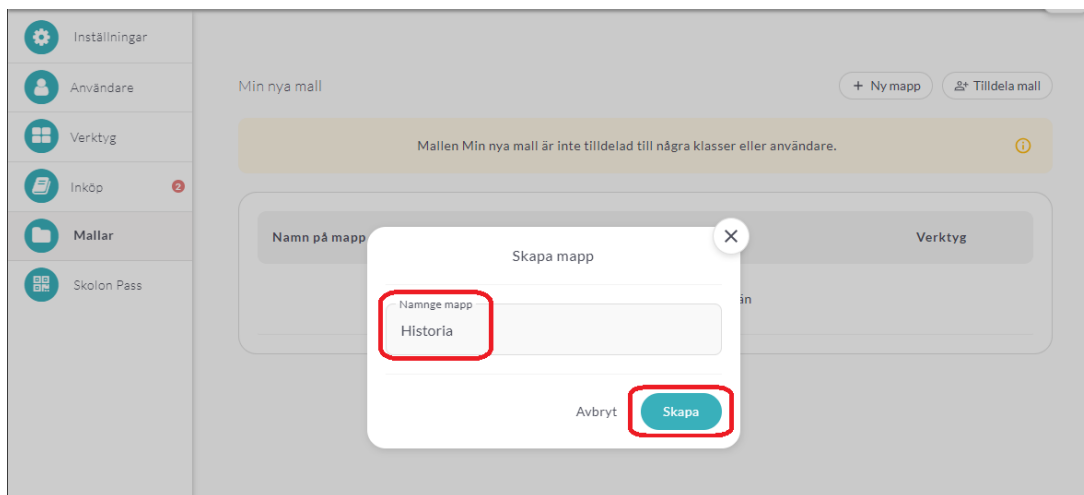 Inställningar
Användare
Verktyg
Inköp 2
Mallar
Skolon Pass
Min nya mall
+ Ny mapp
Tilldela mall
Mallen Min nya mall är inte tilldelad till några klasser eller användare.
Namn på mapp
Verktyg
än
Skapa mapp
Namnge mapp
Historia
Avbryt
Skapa